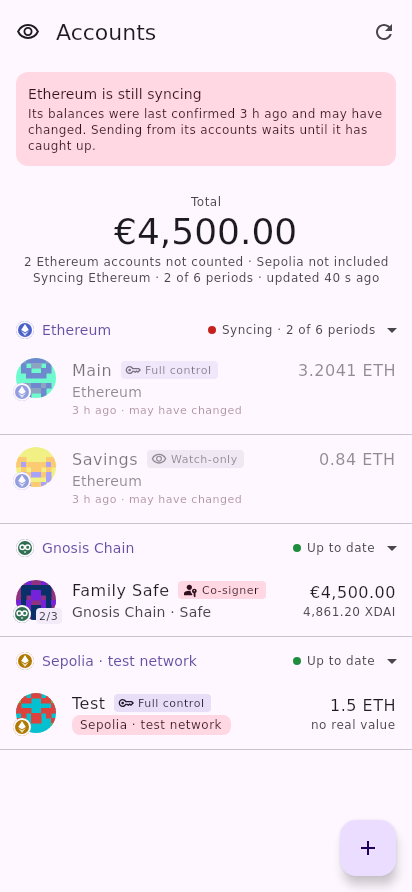 Accounts
Ethereum is still syncing
Its balances were last confirmed 3 h ago and may have
changed. Sending from its accounts waits until it has
caught up.
Total
€4,500.00
2 Ethereum accounts not counted · Sepolia not included
Syncing Ethereum · 2 of 6 periods · updated 40 s ago
Ethereum Syncing · 2 of 6 periods
Main Full control 3.2041 ETH
Ethereum
3 h ago · may have changed
Savings Watch-only 0.84 ETH
Ethereum
3 h ago · may have changed
Gnosis Chain Up to date
Family Safe Co-signer €4,500.00
2/3 Gnosis Chain · Safe 4,861.20 XDAI
Sepolia · test network Up to date
Test Full control 1.5 ETH
Sepolia · test network no real value